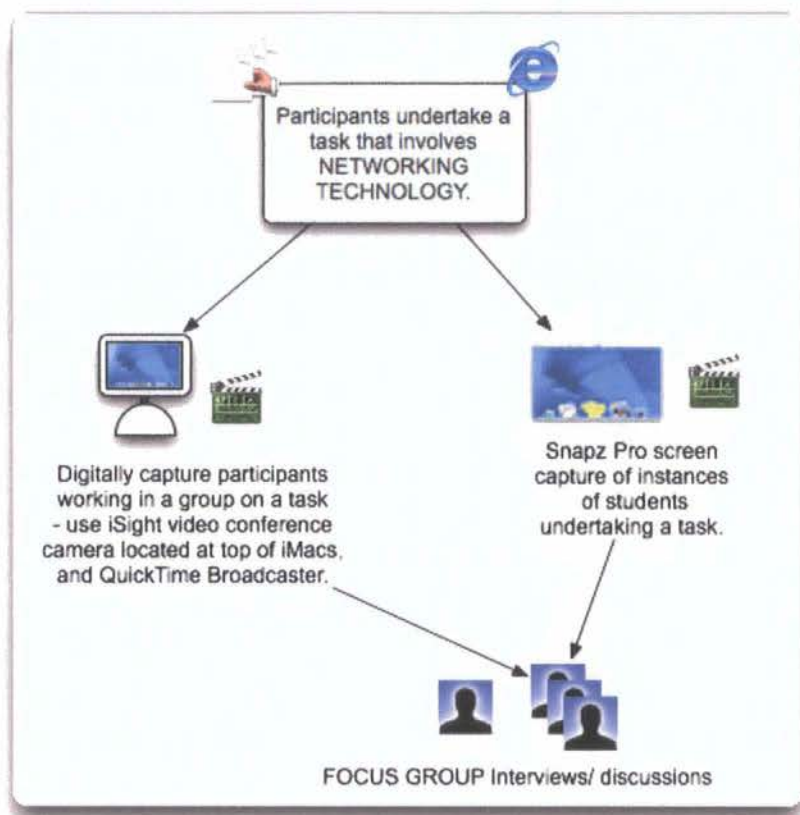 Participants undertake a
task that involves
NETWORKING
TECHNOLOGY.
Digitally capture participants
working in a group on a task
- use iSight video conference
camera located at top of iMacs,
and QuickTime Broadcaster.
Snapz Pro screen
capture of instances
of students
undertaking a task.
FOCUS GROUP Interviews/ discussions